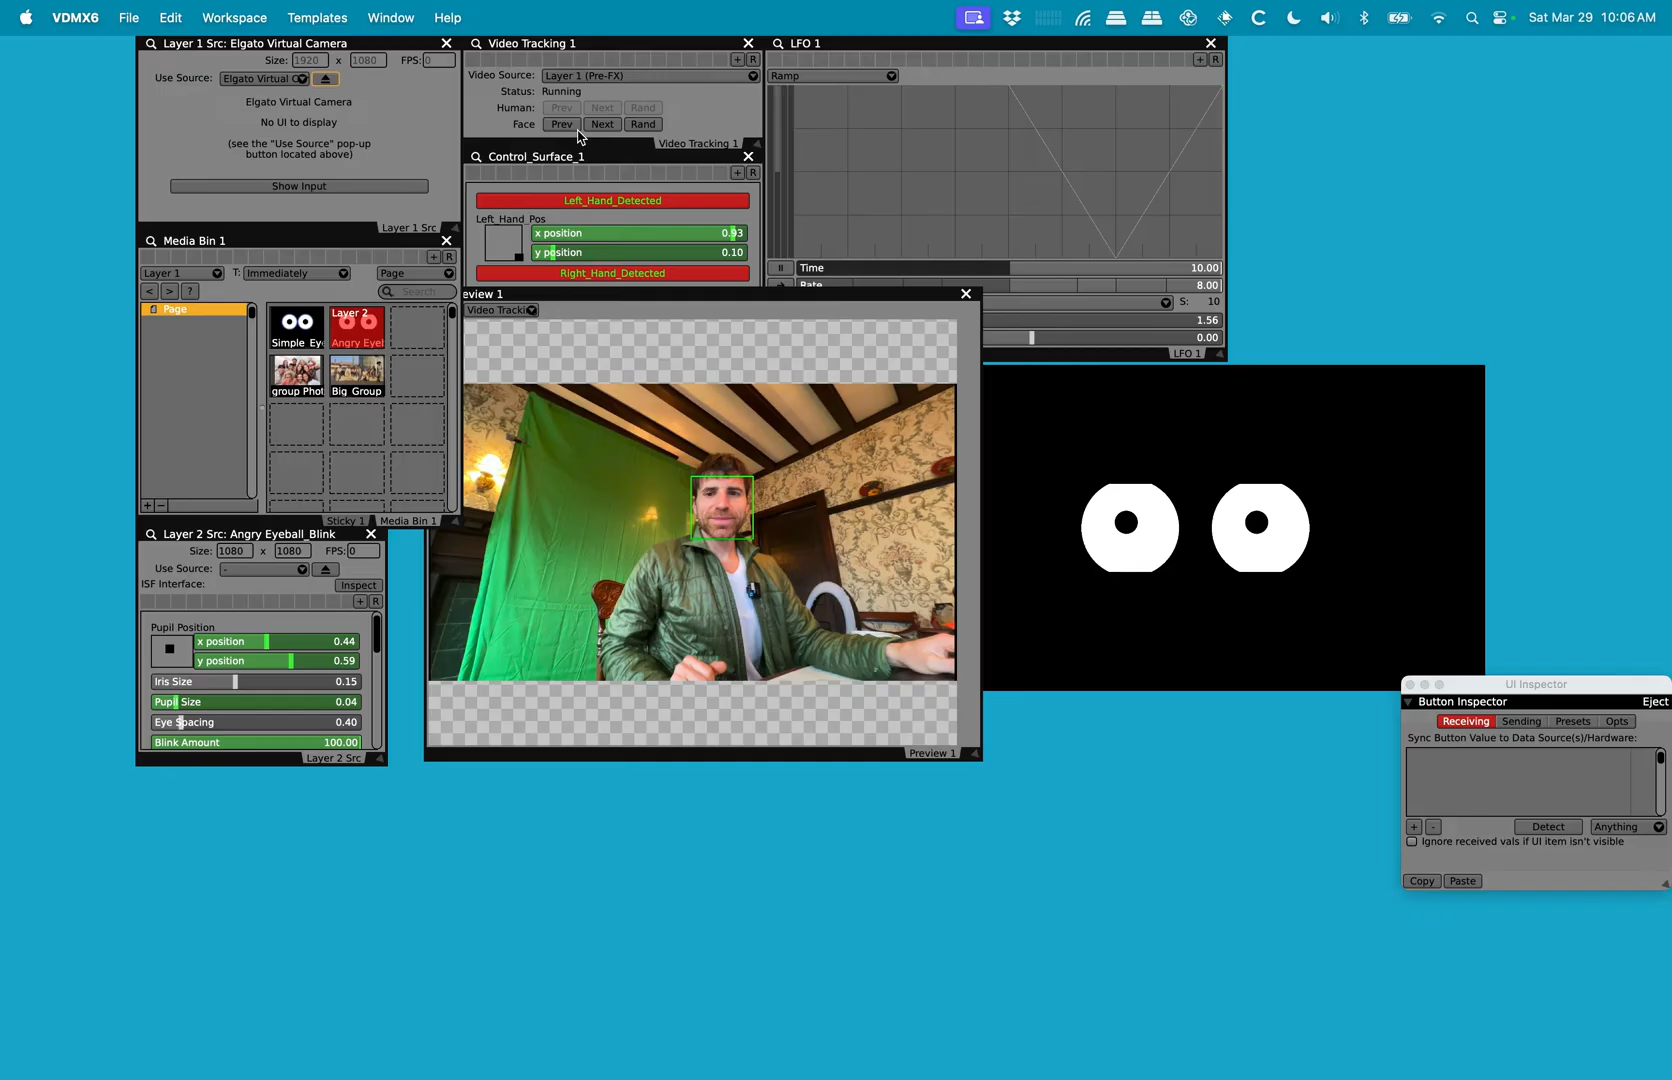 VDMX6 File Edit Workspace Templates Window Help
Sat Mar 29 10:06 AM
Layer 1 Src: Elgato Virtual Camera
Size: 1920 x 1080 FPS: 0
Use Source: Elgato Virtual C
Elgato Virtual Camera
No UI to display
(see the "Use Source" pop-up
button located above)
Show Input
Layer 1 Src
Video Tracking 1
+ R
Video Source: Layer 1 (Pre-FX)
Status: Running
Human: Prev Next Rand
Face Prev Next Rand
Video Tracking 1
Control_Surface_1
+ R
Left_Hand_Detected
Left_Hand_Pos
x position 0.93
y position 0.10
Right_Hand_Detected
LFO 1
+ R
Ramp
Time 10.00
Rate 8.00
S: 10
1.56
0.00
LFO 1
Media Bin 1
+ R
Layer 1 T: Immediately Page
< > ? Search
Page
Layer 2
Simple Ey
Angry Eyel
group Phot
Big_Group
+ -
Sticky 1 Media Bin 1
eview 1
Video Tracki
Preview 1
Layer 2 Src: Angry Eyeball_Blink
Size: 1080 x 1080 FPS: 0
Use Source: -
ISF Interface: Inspect
+ R
Pupil Position
x position 0.44
y position 0.59
Iris Size 0.15
Pupil Size 0.04
Eye Spacing 0.40
Blink Amount 100.00
Layer 2 Src
UI Inspector
Button Inspector Eject
Receiving Sending Presets Opts
Sync Button Value to Data Source(s)/Hardware:
+ - Detect Anything
Ignore received vals if UI item isn't visible
Copy Paste